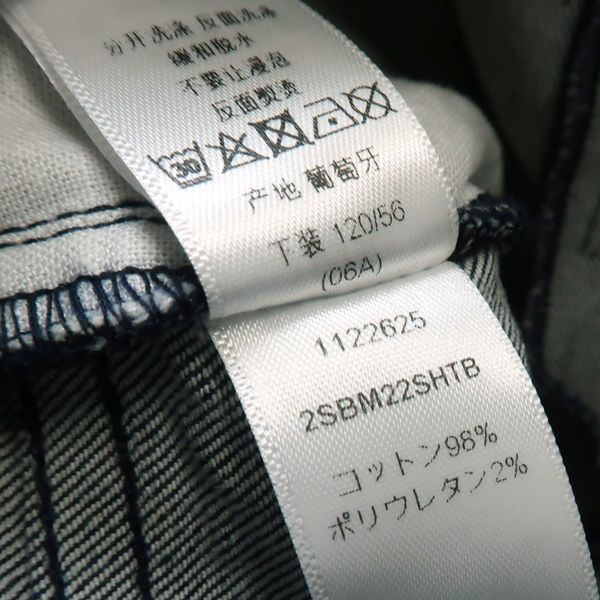 分开洗涤 反面洗涤
缓和脱水
不要让浸泡
反面熨烫
30
产地 葡萄牙
下装 120/56
(06A)
1122625
2SBM22SHTB
コットン98%
ポリウレタン2%